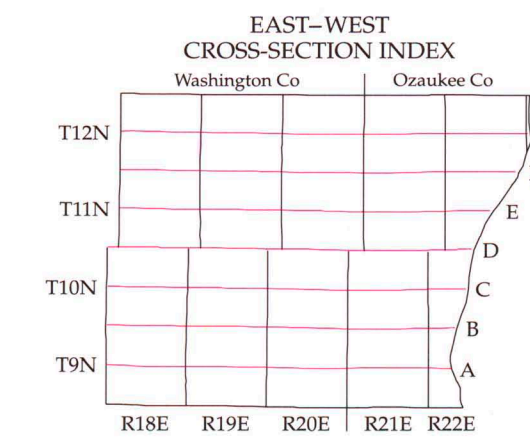 EAST–WEST
CROSS-SECTION INDEX
Washington Co Ozaukee Co
T12N
T11N
E
D
T10N
C
B
T9N
A
R18E R19E R20E R21E R22E